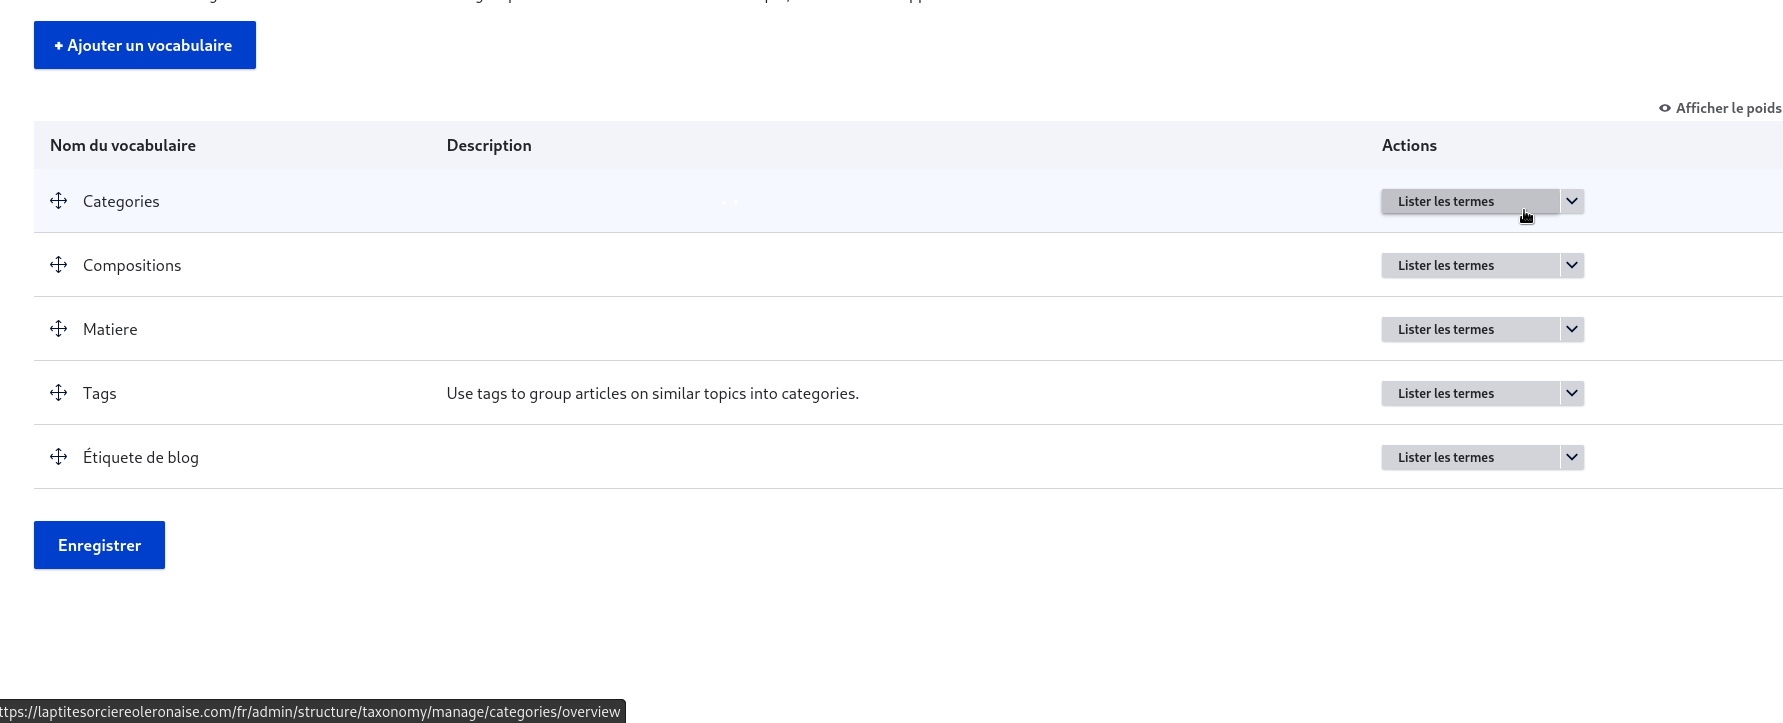 + Ajouter un vocabulaire
Afficher le poids
Nom du vocabulaire Description Actions
Categories Lister les termes
Compositions Lister les termes
Matiere Lister les termes
Tags Use tags to group articles on similar topics into categories. Lister les termes
Étiquete de blog Lister les termes
Enregistrer
ttps://laptitesorciereoleronaise.com/fr/admin/structure/taxonomy/manage/categories/overview